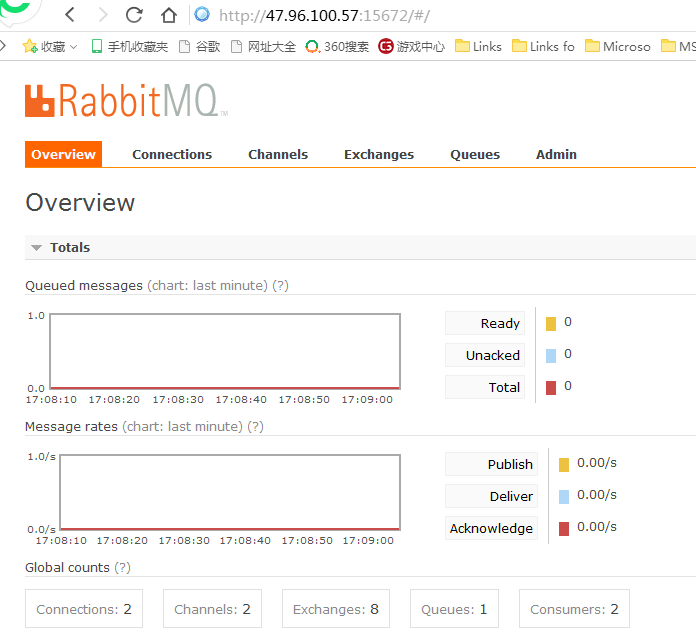 http://47.96.100.57:15672/#/
收藏 手机收藏夹 谷歌 网址大全 360搜索 游戏中心 Links Links fo Microso MS
RabbitMQ™
Overview Connections Channels Exchanges Queues Admin
Overview
Totals
Queued messages (chart: last minute) (?)
1.0
0.0
17:08:10 17:08:20 17:08:30 17:08:40 17:08:50 17:09:00
Ready 0
Unacked 0
Total 0
Message rates (chart: last minute) (?)
1.0/s
0.0/s
17:08:10 17:08:20 17:08:30 17:08:40 17:08:50 17:09:00
Publish 0.00/s
Deliver 0.00/s
Acknowledge 0.00/s
Global counts (?)
Connections: 2 Channels: 2 Exchanges: 8 Queues: 1 Consumers: 2